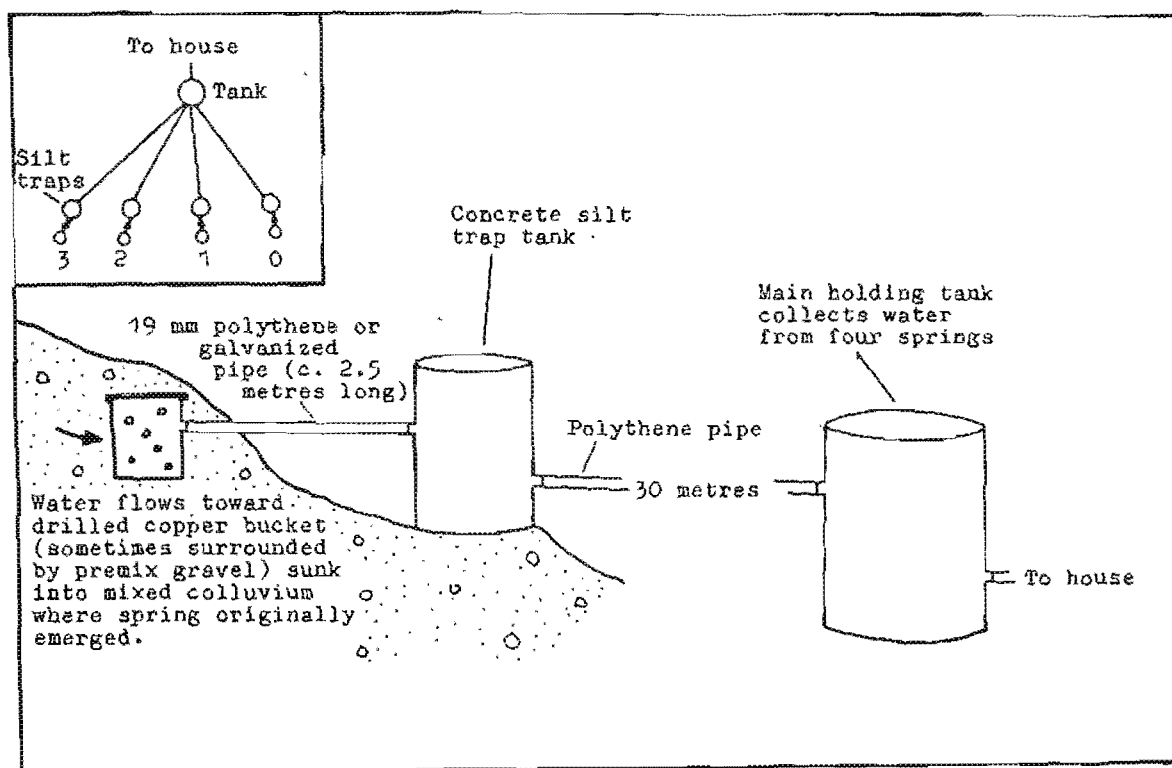 To house
Tank
Silt
traps
3 2 1 0
Concrete silt
trap tank
Main holding tank
collects water
from four springs
19 mm polythene or
galvanized
pipe (c. 2.5
metres long)
Polythene pipe
30 metres
To house
Water flows toward
drilled copper bucket
(sometimes surrounded
by premix gravel) sunk
into mixed colluvium
where spring originally
emerged.